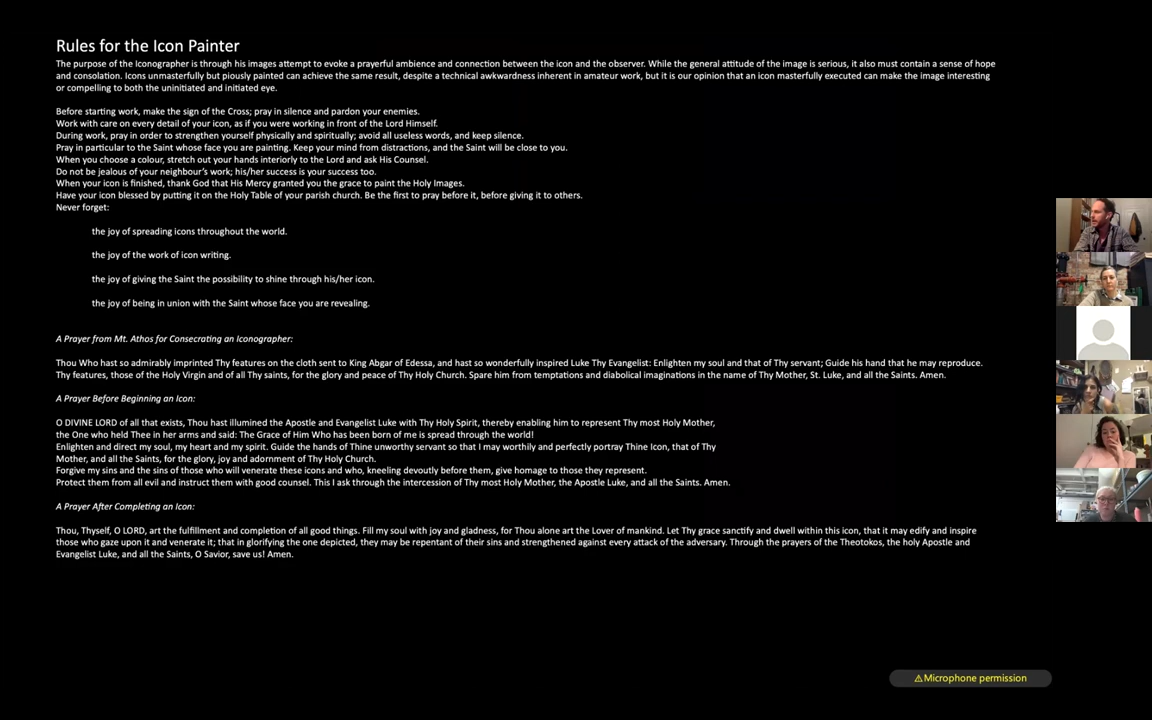 Rules for the Icon Painter
The purpose of the Iconographer is through his images attempt to evoke a prayerful ambience and connection between the icon and the observer. While the general attitude of the image is serious, it also must contain a sense of hope
and consolation. Icons unmasterfully but piously painted can achieve the same result, despite a technical awkwardness inherent in amateur work, but it is our opinion that an icon masterfully executed can make the image interesting
or compelling to both the uninitiated and initiated eye.
Before starting work, make the sign of the Cross; pray in silence and pardon your enemies.
Work with care on every detail of your icon, as if you were working in front of the Lord Himself.
During work, pray in order to strengthen yourself physically and spiritually; avoid all useless words, and keep silence.
Pray in particular to the Saint whose face you are painting. Keep your mind from distractions, and the Saint will be close to you.
When you choose a colour, stretch out your hands interiorly to the Lord and ask His Counsel.
Do not be jealous of your neighbour's work; his/her success is your success too.
When your icon is finished, thank God that His Mercy granted you the grace to paint the Holy Images.
Have your icon blessed by putting it on the Holy Table of your parish church. Be the first to pray before it, before giving it to others.
Never forget:
the joy of spreading icons throughout the world.
the joy of the work of icon writing.
the joy of giving the Saint the possibility to shine through his/her icon.
the joy of being in union with the Saint whose face you are revealing.
A Prayer from Mt. Athos for Consecrating an Iconographer:
Thou Who hast so admirably imprinted Thy features on the cloth sent to King Abgar of Edessa, and hast so wonderfully inspired Luke Thy Evangelist: Enlighten my soul and that of Thy servant; Guide his hand that he may reproduce.
Thy features, those of the Holy Virgin and of all Thy saints, for the glory and peace of Thy Holy Church. Spare him from temptations and diabolical imaginations in the name of Thy Mother, St. Luke, and all the Saints. Amen.
A Prayer Before Beginning an Icon:
O DIVINE LORD of all that exists, Thou hast illumined the Apostle and Evangelist Luke with Thy Holy Spirit, thereby enabling him to represent Thy most Holy Mother,
the One who held Thee in her arms and said: The Grace of Him Who has been born of me is spread through the world!
Enlighten and direct my soul, my heart and my spirit. Guide the hands of Thine unworthy servant so that I may worthily and perfectly portray Thine Icon, that of Thy
Mother, and all the Saints, for the glory, joy and adornment of Thy Holy Church.
Forgive my sins and the sins of those who will venerate these icons and who, kneeling devoutly before them, give homage to those they represent.
Protect them from all evil and instruct them with good counsel. This I ask through the intercession of Thy most Holy Mother, the Apostle Luke, and all the Saints. Amen.
A Prayer After Completing an Icon:
Thou, Thyself, O LORD, art the fulfillment and completion of all good things. Fill my soul with joy and gladness, for Thou alone art the Lover of mankind. Let Thy grace sanctify and dwell within this icon, that it may edify and inspire
those who gaze upon it and venerate it; that in glorifying the one depicted, they may be repentant of their sins and strengthened against every attack of the adversary. Through the prayers of the Theotokos, the holy Apostle and
Evangelist Luke, and all the Saints, O Savior, save us! Amen.
⚠Microphone permission